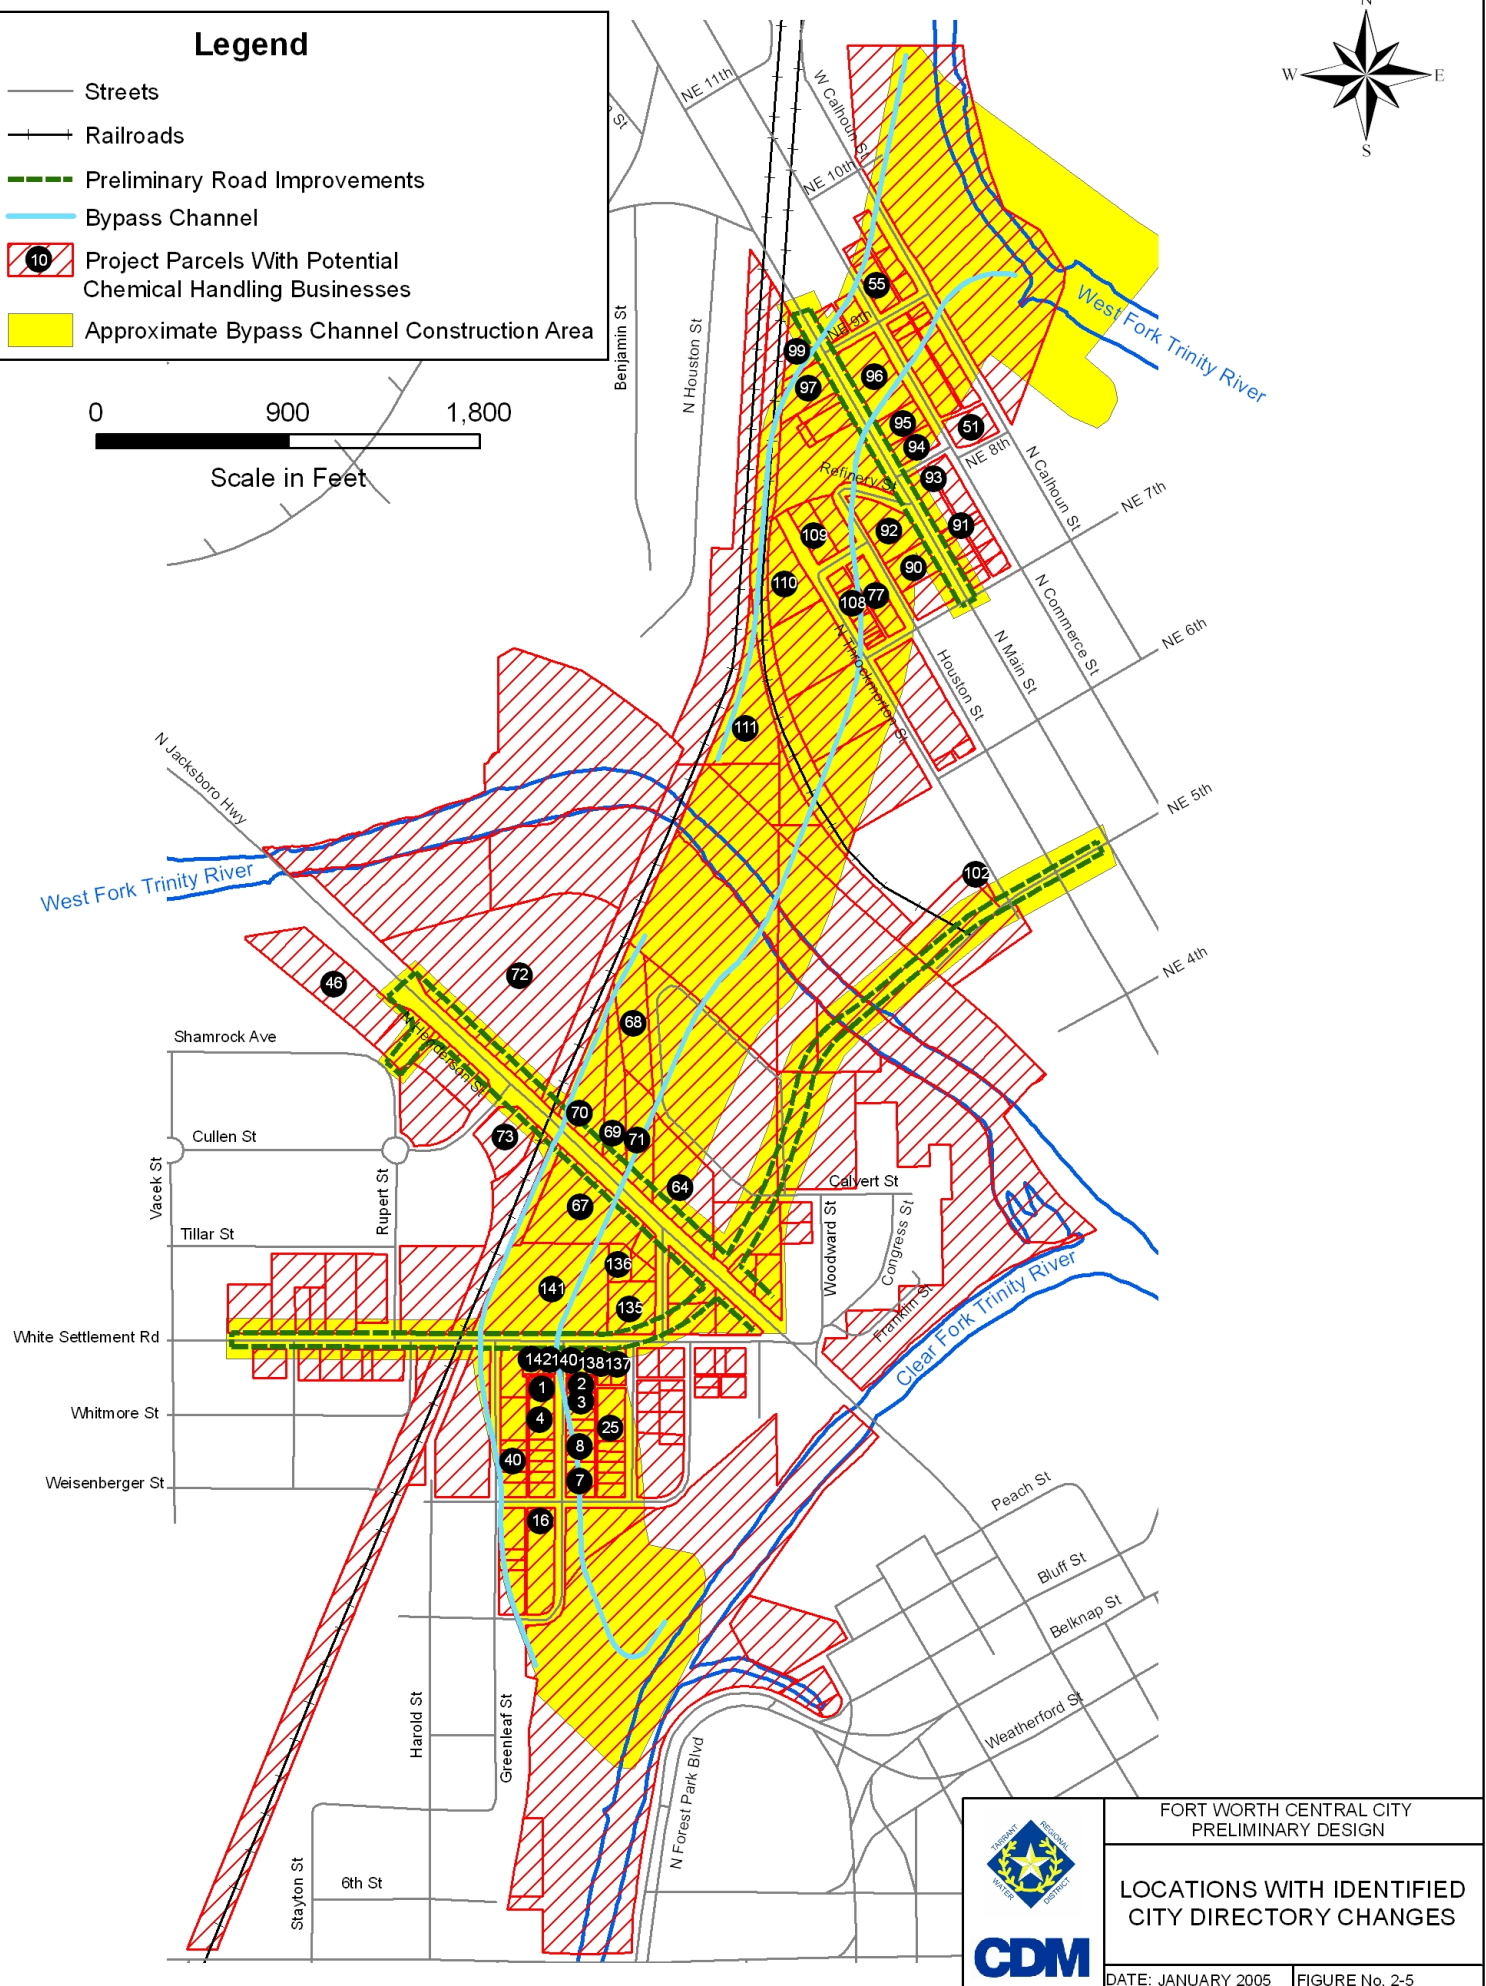 Legend
Streets
Railroads
Preliminary Road Improvements
Bypass Channel
10
Project Parcels With Potential
Chemical Handling Businesses
Approximate Bypass Channel Construction Area
0 900 1,800
Scale in Feet
N
W
E
S
NE 11th
W Calhoun St
NE 10th
Benjamin St
N Houston St
55
NE 9th
99
97
96
95
94
51
NE 8th
93
Refinery St
91
92
109
90
110
77
108
N Calhoun St
NE 7th
N Commerce St
NE 6th
N Main St
Houston St
N Throckmorton St
111
West Fork Trinity River
NE 5th
N Jacksboro Hwy
West Fork Trinity River
102
NE 4th
46
72
68
Shamrock Ave
N Henderson St
Cullen St
70
69
71
73
Vacek St
Rupert St
64
67
Calvert St
Tillar St
Woodward St
Congress St
136
141
135
Franklin St
Clear Fork Trinity River
White Settlement Rd
142
140
138
137
1
2
3
4
25
8
7
40
16
Whitmore St
Weisenberger St
Peach St
Bluff St
Belknap St
Weatherford St
Harold St
Greenleaf St
N Forest Park Blvd
Stayton St
6th St
TARRANT
REGIONAL
WATER
DISTRICT
CDM
FORT WORTH CENTRAL CITY
PRELIMINARY DESIGN
LOCATIONS WITH IDENTIFIED
CITY DIRECTORY CHANGES
DATE: JANUARY 2005
FIGURE No. 2-5